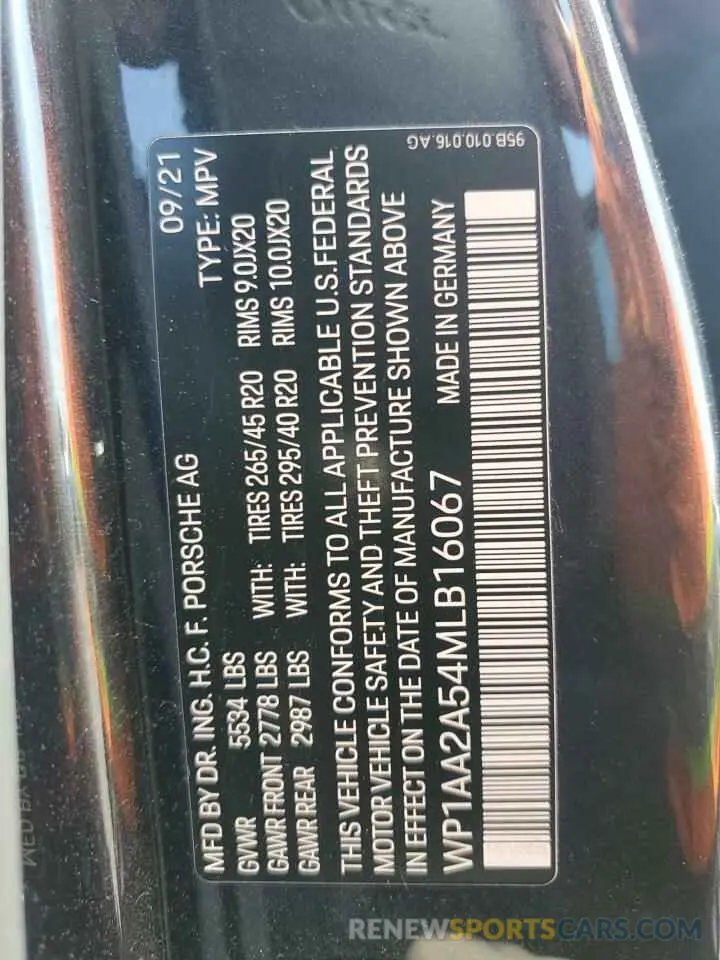 MFD BY DR. ING. H.C. F. PORSCHE AG 09/21
GVWR 5534 LBS TYPE: MPV
GAWR FRONT 2778 LBS WITH: TIRES 265/45 R20 RIMS 9.0JX20
GAWR REAR 2987 LBS WITH: TIRES 295/40 R20 RIMS 10.0JX20
THIS VEHICLE CONFORMS TO ALL APPLICABLE U.S. FEDERAL
MOTOR VEHICLE SAFETY AND THEFT PREVENTION STANDARDS
IN EFFECT ON THE DATE OF MANUFACTURE SHOWN ABOVE
WP1AA2A54MLB16067 MADE IN GERMANY
95B.010.016.AG
RENEWSPORTSCARS.COM